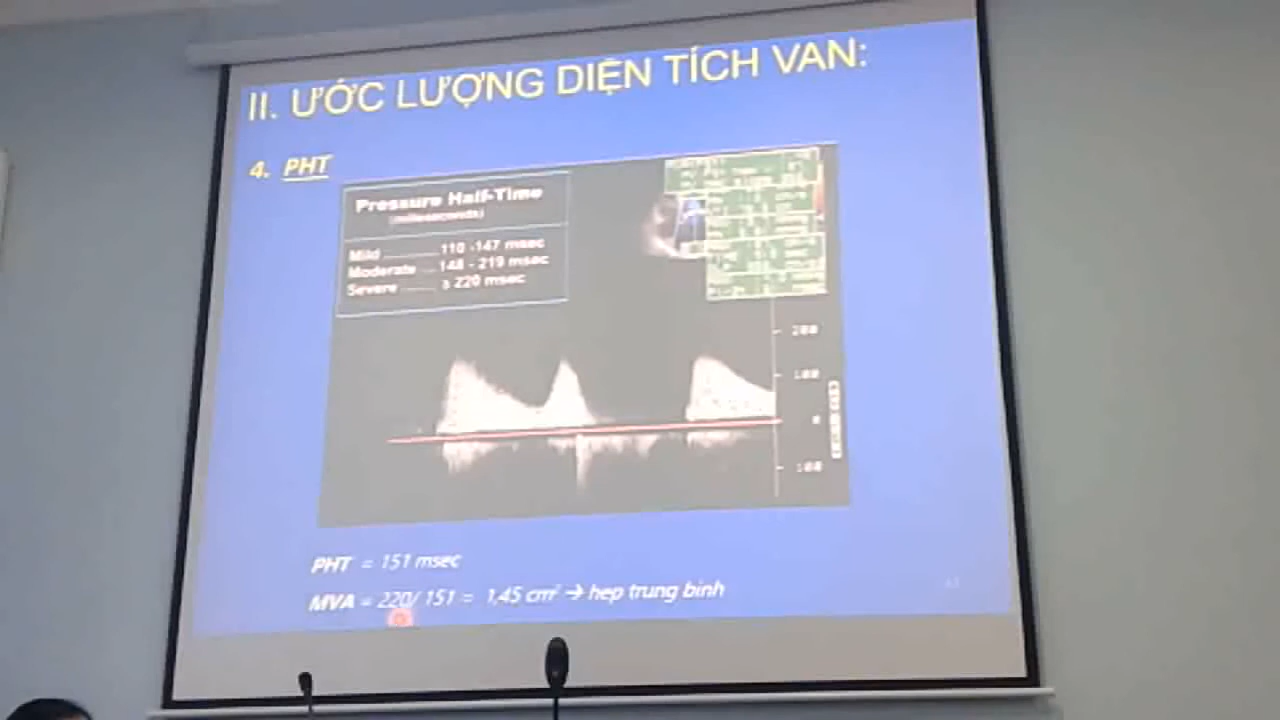 II. ƯỚC LƯỢNG DIỆN TÍCH VAN:
4. PHT
Pressure Half-Time
(milliseconds)
Mild ......... 110 -147 msec
Moderate ... 148 - 219 msec
Severe ...... ≥ 220 msec
200
100
0
100
PHT = 151 msec
MVA = 220/ 151 = 1,45 cm² → hẹp trung bình